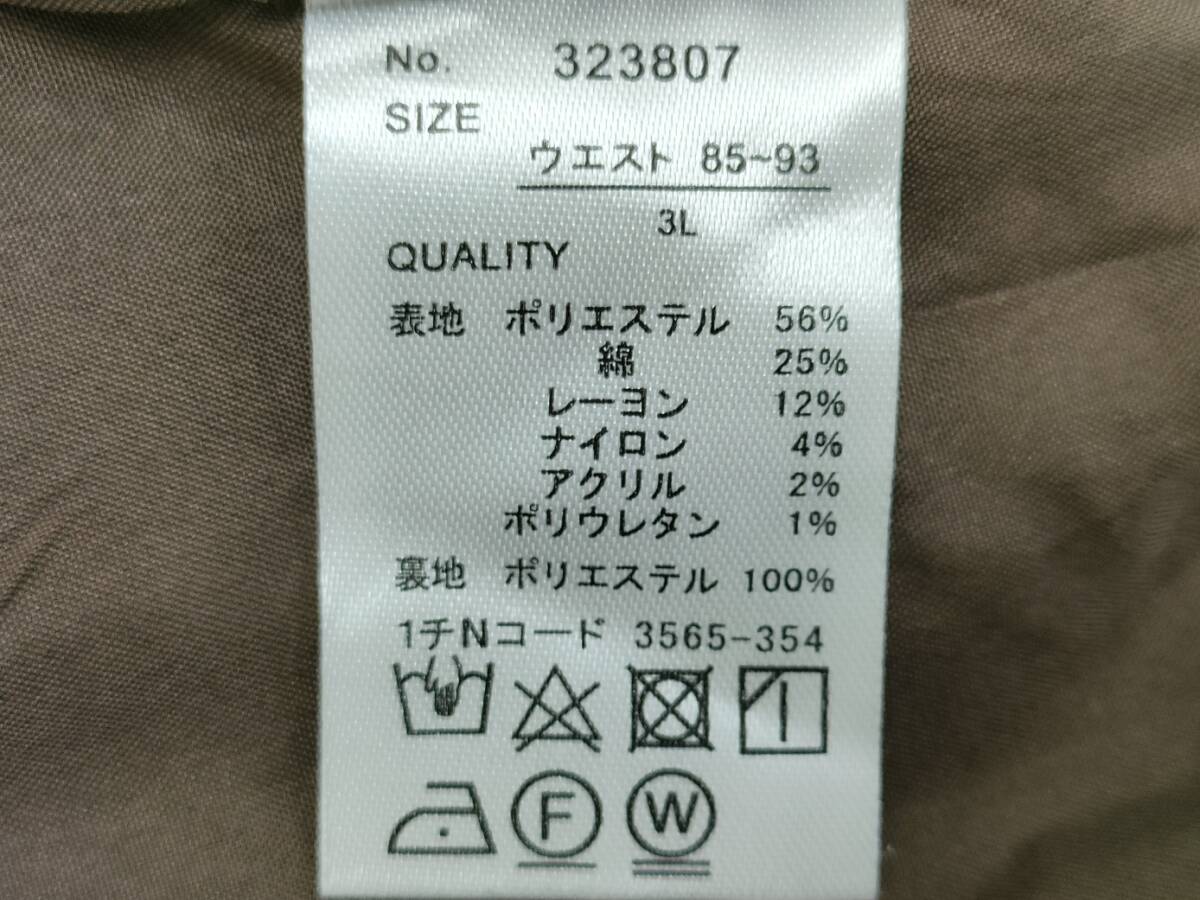 No. 323807
SIZE
ウエスト 85~93
3L
QUALITY
表地 ポリエステル 56%
綿 25%
レーヨン 12%
ナイロン 4%
アクリル 2%
ポリウレタン 1%
裏地 ポリエステル 100%
1チNコード 3565-354
F W